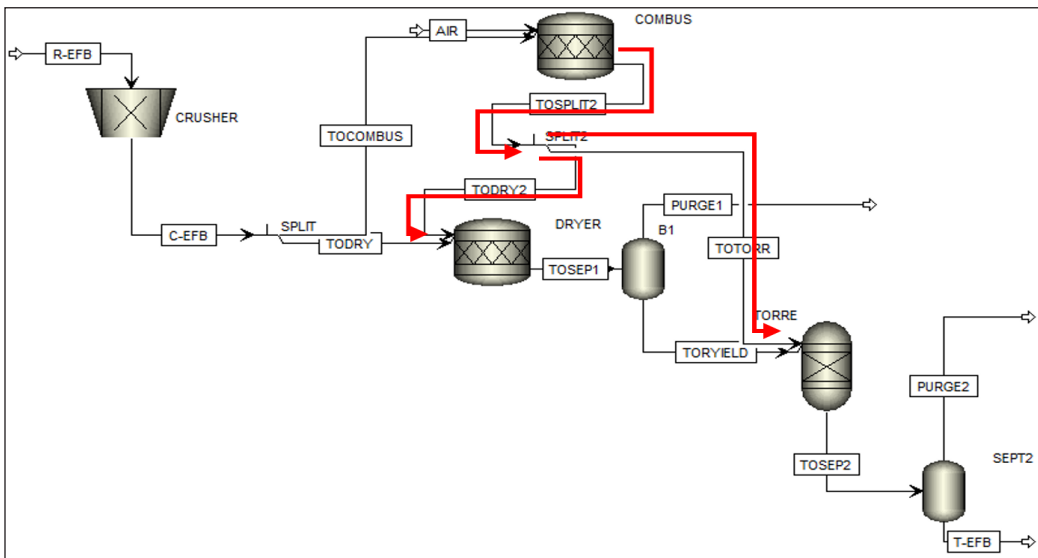 COMBUS
AIR
R-EFB
CRUSHER
TOSPLIT2
TOCOMBUS
SPLIT2
TODRY2
PURGE1
DRYER
B1
SPLIT
C-EFB
TODRY
TOTORR
TOSEP1
TORRE
TORYIELD
PURGE2
SEPT2
TOSEP2
T-EFB